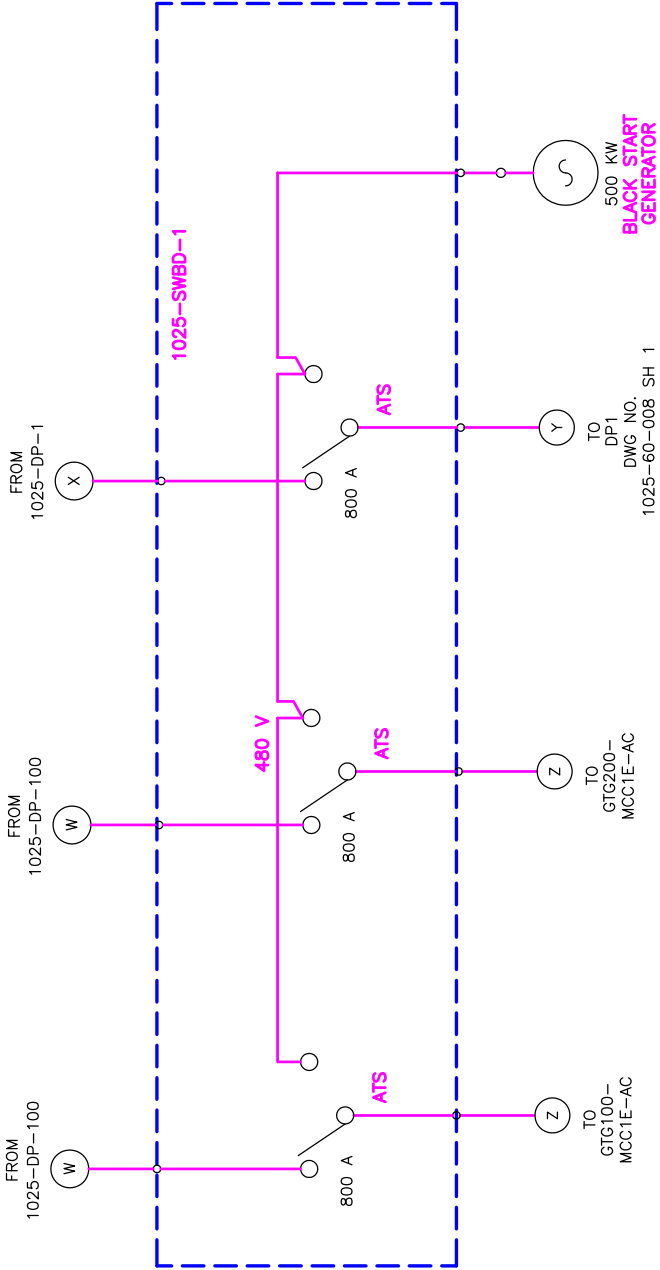 FROM
1025-DP-100
W
FROM
1025-DP-100
W
FROM
1025-DP-1
X
1025-SWBD-1
480 V
800 A
ATS
800 A
ATS
800 A
ATS
Z
TO
GTG100-
MCC1E-AC
Z
TO
GTG200-
MCC1E-AC
Y
TO
DP1
DWG NO.
1025-60-008 SH 1
500 KW
BLACK START
GENERATOR